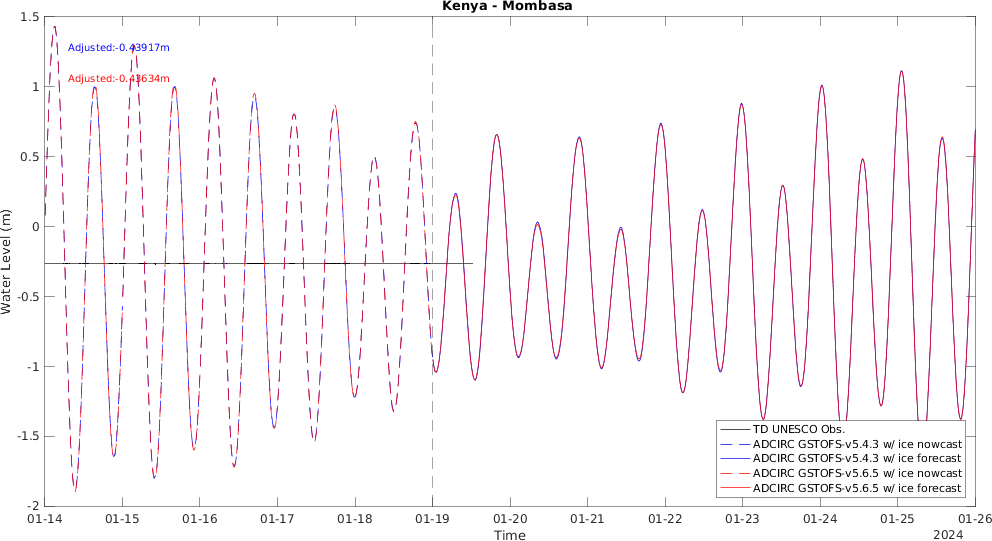 Kenya - Mombasa
Adjusted:-0.43917m
Adjusted:-0.43634m
Water Level (m)
1.5
1
0.5
0
-0.5
-1
-1.5
-2
TD UNESCO Obs.
ADCIRC GSTOFS-v5.4.3 w/ ice nowcast
ADCIRC GSTOFS-v5.4.3 w/ ice forecast
ADCIRC GSTOFS-v5.6.5 w/ ice nowcast
ADCIRC GSTOFS-v5.6.5 w/ ice forecast
01-14 01-15 01-16 01-17 01-18 01-19 01-20 01-21 01-22 01-23 01-24 01-25 01-26
Time
2024